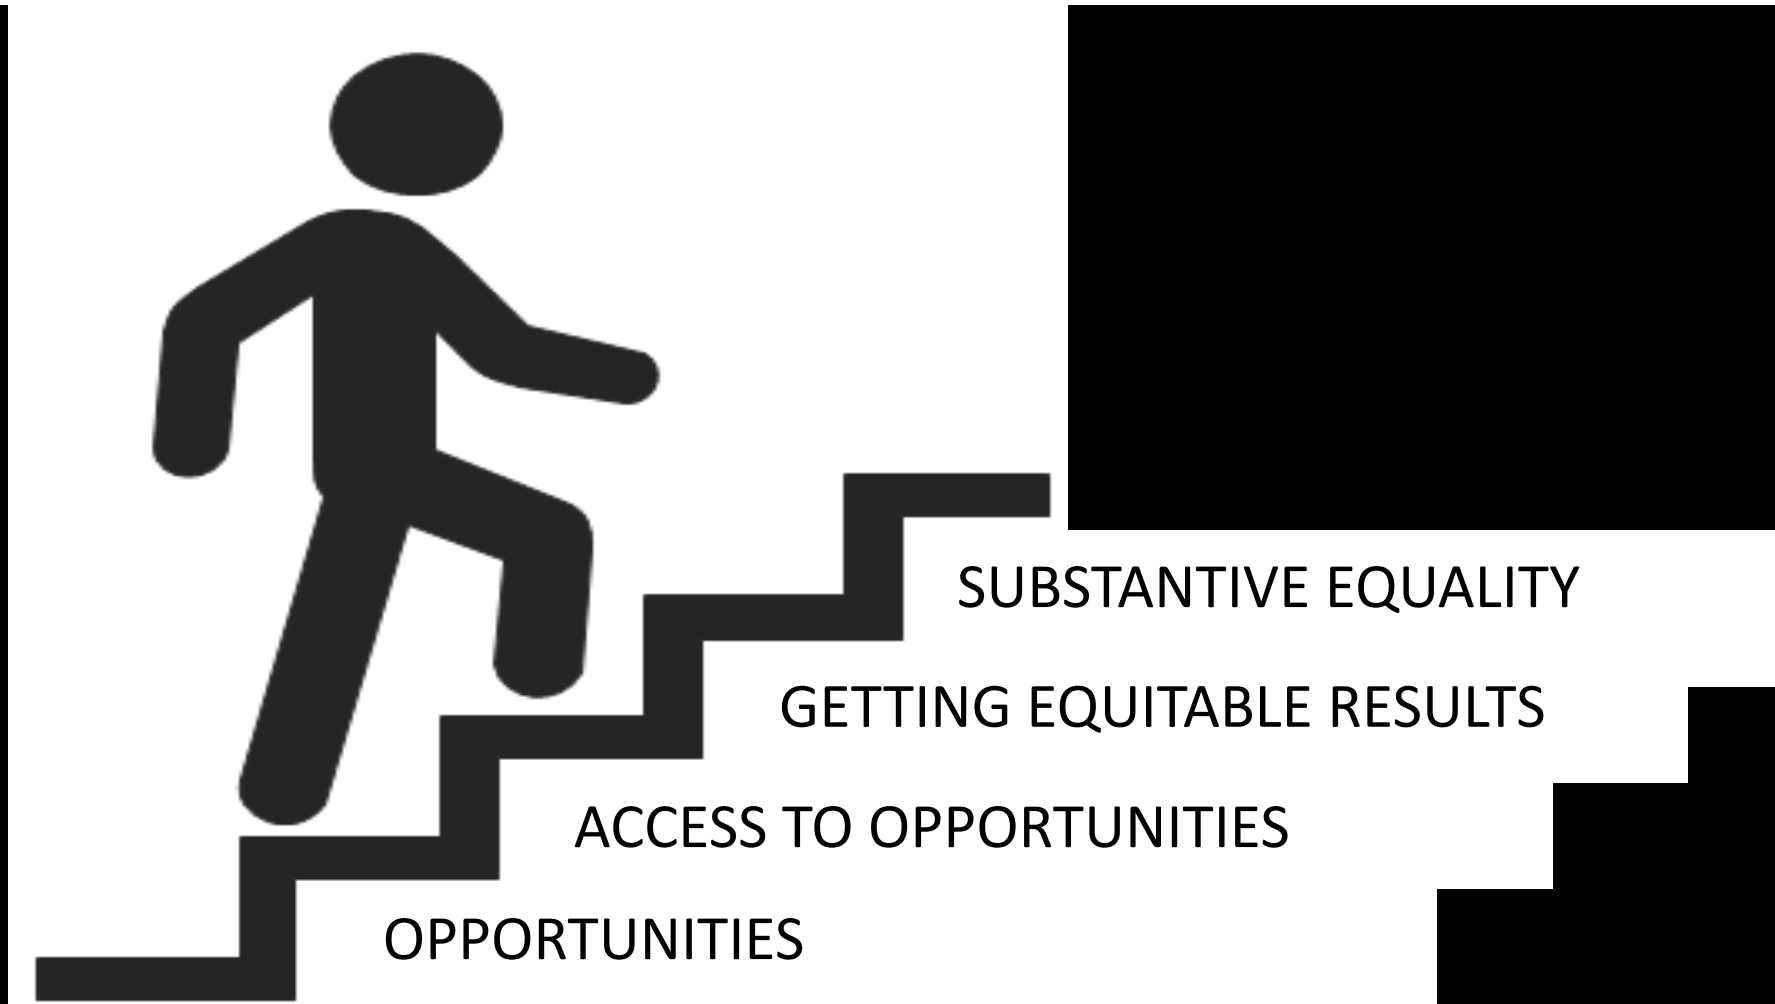 SUBSTANTIVE EQUALITY
GETTING EQUITABLE RESULTS
ACCESS TO OPPORTUNITIES
OPPORTUNITIES